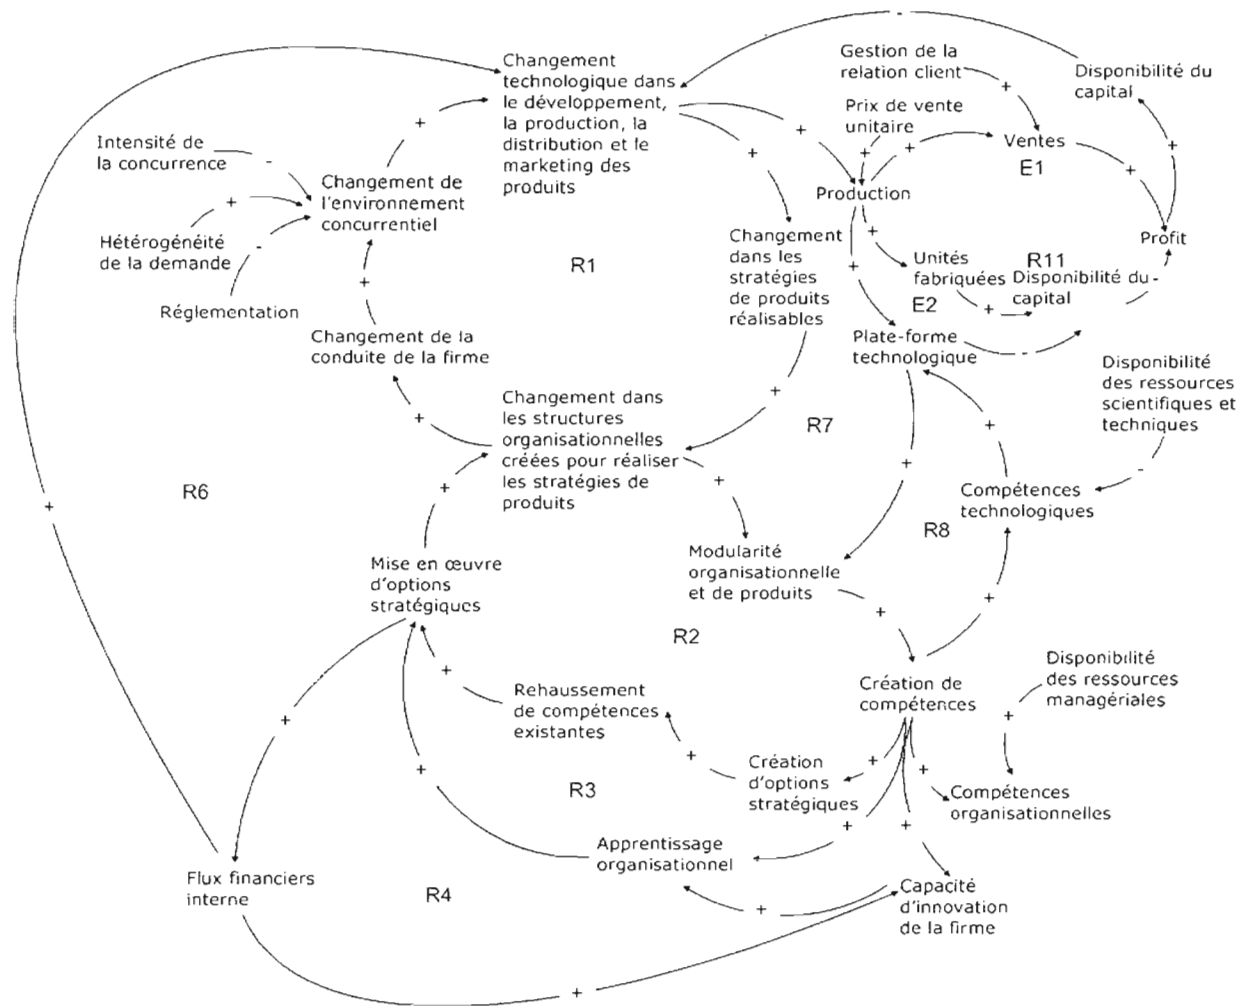 Changement
technologique dans
le développement,
la production, la
distribution et le
marketing des
produits
-
Gestion de la
relation client
+
Disponibilité du
capital
Prix de vente
unitaire
+
+
+
+
+
+
Ventes
E1
+
Intensité de
la concurrence
-
Changement de
l'environnement
concurrentiel
+
Hétérogénéité
de la demande
-
Réglementation
+
R1
Production
+
+
Changement
dans les
stratégies
de produits
réalisables
Profit
Unités
fabriquées
R11
Disponibilité du -
capital
E2
+
Plate-forme
technologique
-
Changement de la
conduite de la firme
Disponibilité
des ressources
scientifiques et
techniques
+
Changement dans
les structures
organisationnelles
créées pour réaliser
les stratégies de
produits
+
R7
+
+
-
R6
+
+
+
Compétences
technologiques
R8
Mise en œuvre
d'options
stratégiques
Modularité
organisationnelle
et de produits
+
+
R2
Disponibilité
des ressources
managériales
Création de
compétences
+
Rehaussement
de compétences
existantes
+
+
+
+
Création
d'options
stratégiques
+
+
R3
Compétences
organisationnelles
+
+
Apprentissage
organisationnel
Flux financiers
interne
R4
+
Capacité
d'innovation
de la firme
+